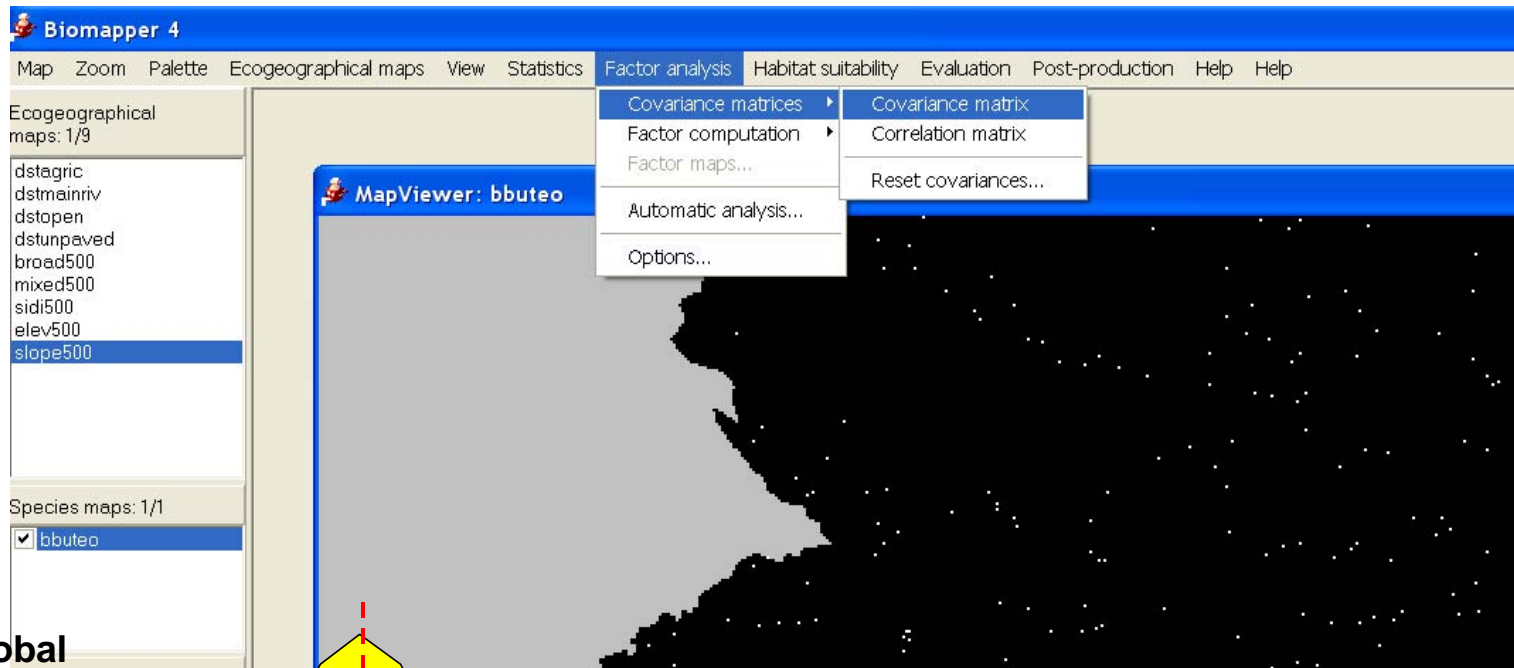 Biomapper 4
Map Zoom Palette Ecogeographical maps View Statistics Factor analysis Habitat suitability Evaluation Post-production Help Help
Ecogeographical
maps: 1/9
dstagric
dstmainriv
dstopen
dstunpaved
broad500
mixed500
sidi500
elev500
slope500
Species maps: 1/1
bbuteo
Covariance matrices
Factor computation
Factor maps...
Automatic analysis...
Options...
Covariance matrix
Correlation matrix
Reset covariances...
MapViewer: bbuteo
obal